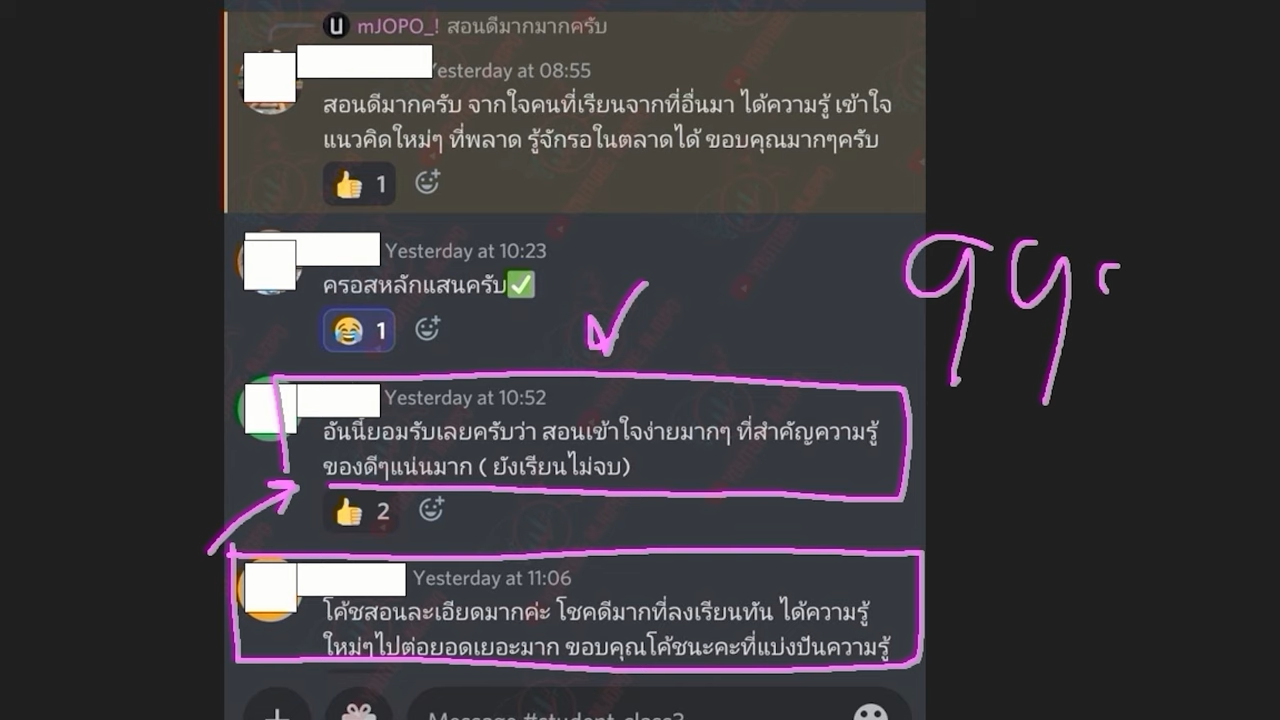 mJOPO_! สอนดีมากมากครับ
Yesterday at 08:55
สอนดีมากครับ จากใจคนที่เรียนจากที่อื่นมา ได้ความรู้ เข้าใจ
แนวคิดใหม่ๆ ที่พลาด รู้จักรอในตลาดได้ ขอบคุณมากๆครับ
1
Yesterday at 10:23
ครอสหลักแสนครับ
1
99
Yesterday at 10:52
อันนี้ยอมรับเลยครับว่า สอนเข้าใจง่ายมากๆ ที่สำคัญความรู้
ของดีๆแน่นมาก ( ยังเรียนไม่จบ)
2
Yesterday at 11:06
โค้ชสอนละเอียดมากค่ะ โชคดีมากที่ลงเรียนทัน ได้ความรู้
ใหม่ๆไปต่อยอดเยอะมาก ขอบคุณโค้ชนะคะที่แบ่งปันความรู้
Message #student-class3